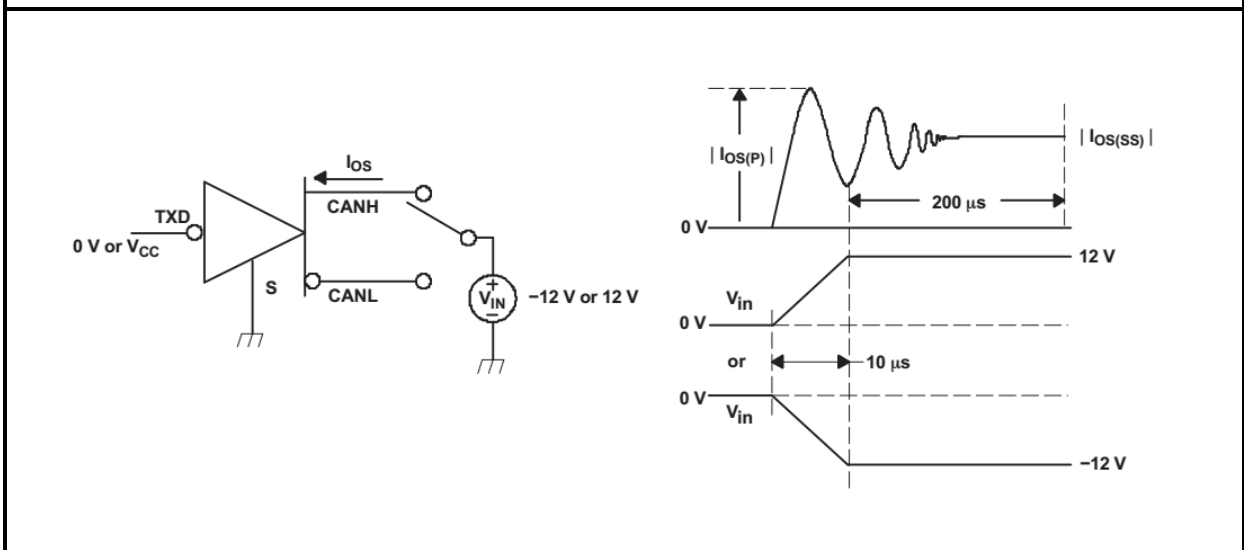 I_OS
CANH
TXD
0 V or V_CC
S
CANL
V_IN
+
−
−12 V or 12 V
| I_OS(P) |
| I_OS(SS) |
200 μs
0 V
12 V
V_in
0 V
or
10 μs
0 V
V_in
−12 V